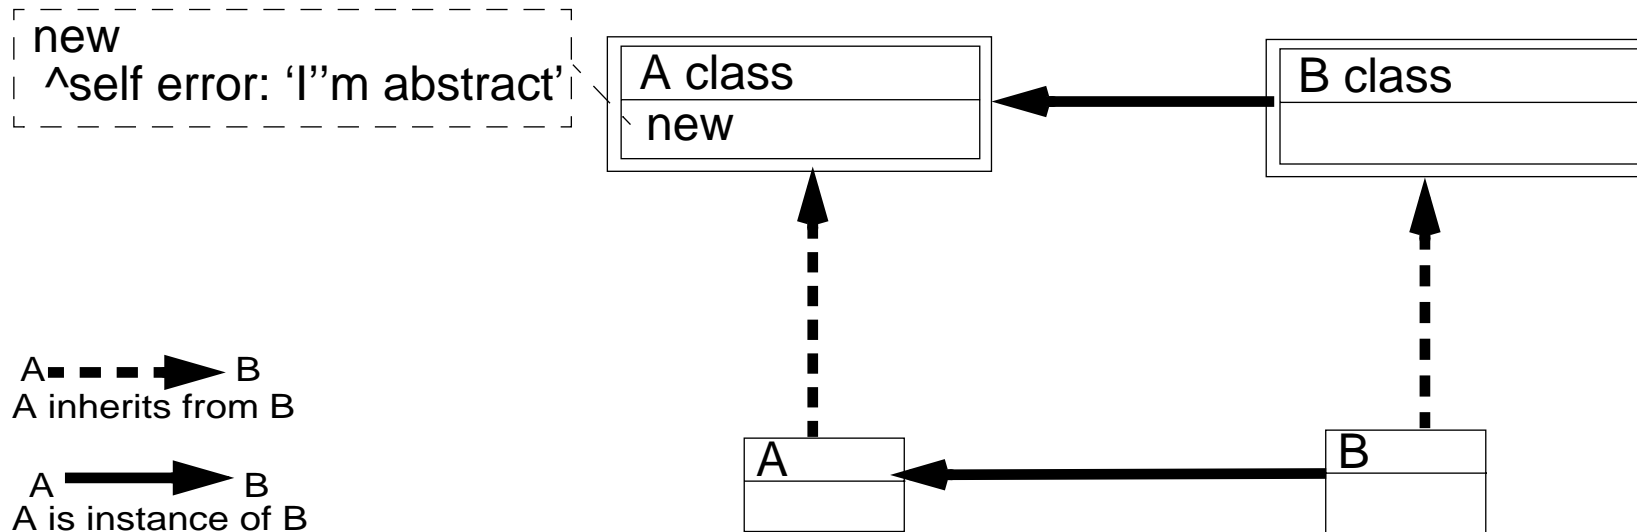 new
^self error: ‘I’’m abstract’
A class
new
B class
A B
A inherits from B
A B
A is instance of B
A
B